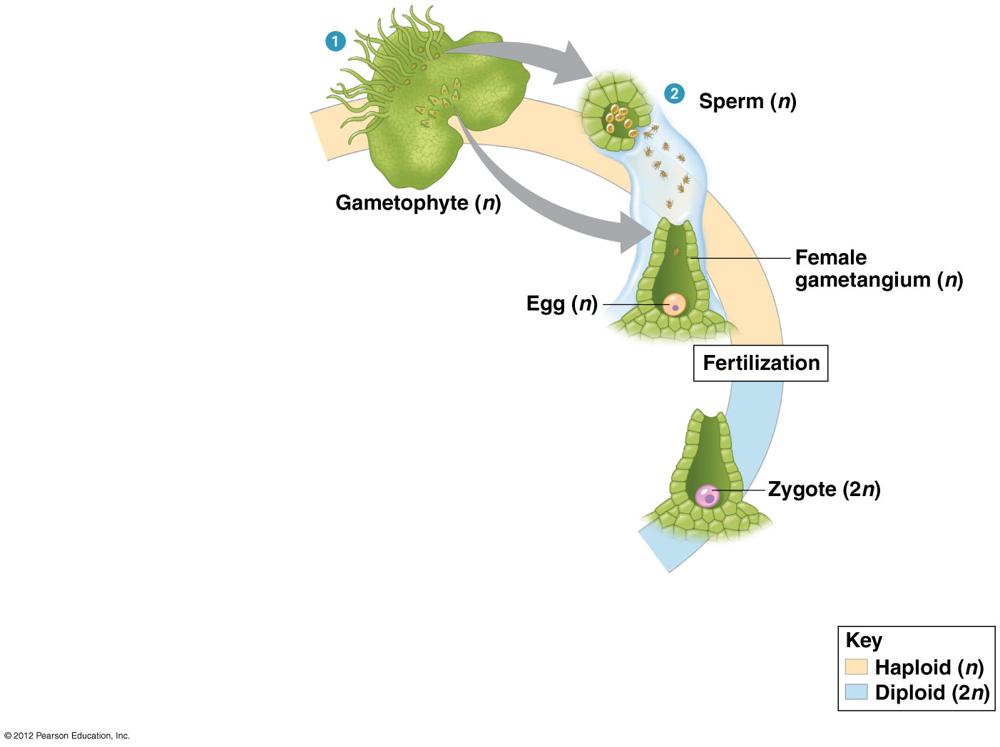 1
2
Sperm (n)
Gametophyte (n)
Female
gametangium (n)
Egg (n)
Fertilization
Zygote (2n)
Key
Haploid (n)
Diploid (2n)
© 2012 Pearson Education, Inc.